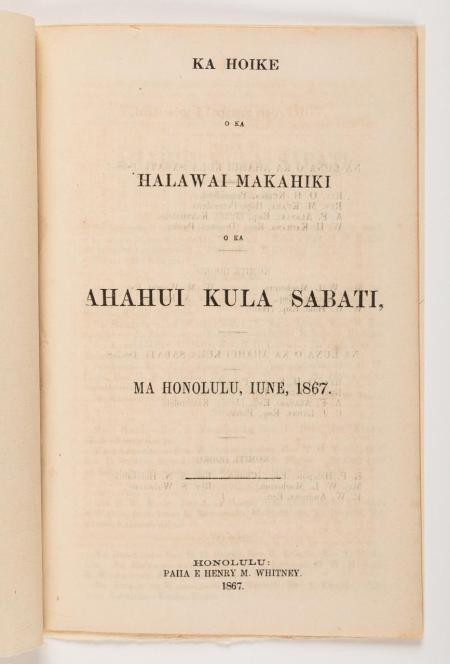 KA HOIKE
O KA
HALAWAI MAKAHIKI
O KA
AHAHUI KULA SABATI,
MA HONOLULU, IUNE, 1867.
HONOLULU:
PAIIA E HENRY M. WHITNEY.
1867.